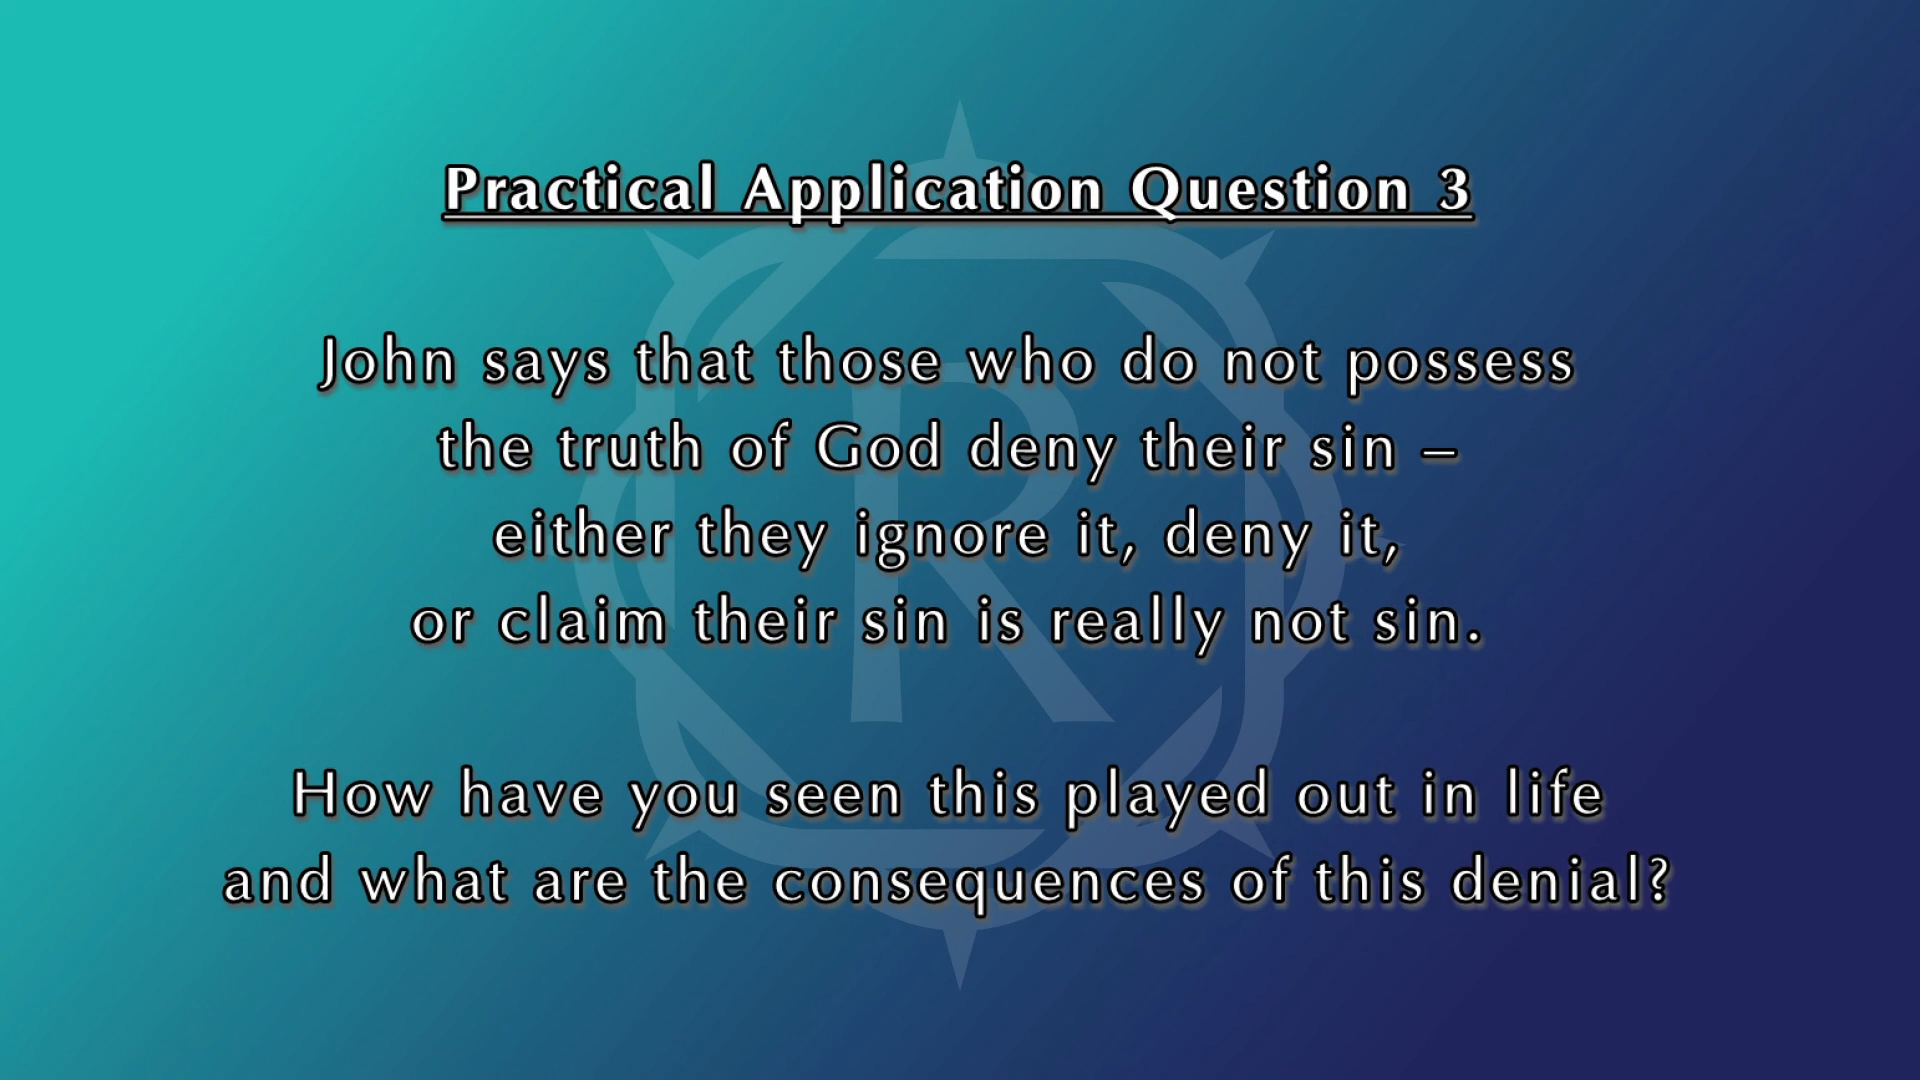 Practical Application Question 3
John says that those who do not possess
the truth of God deny their sin –
either they ignore it, deny it,
or claim their sin is really not sin.
How have you seen this played out in life
and what are the consequences of this denial?
R